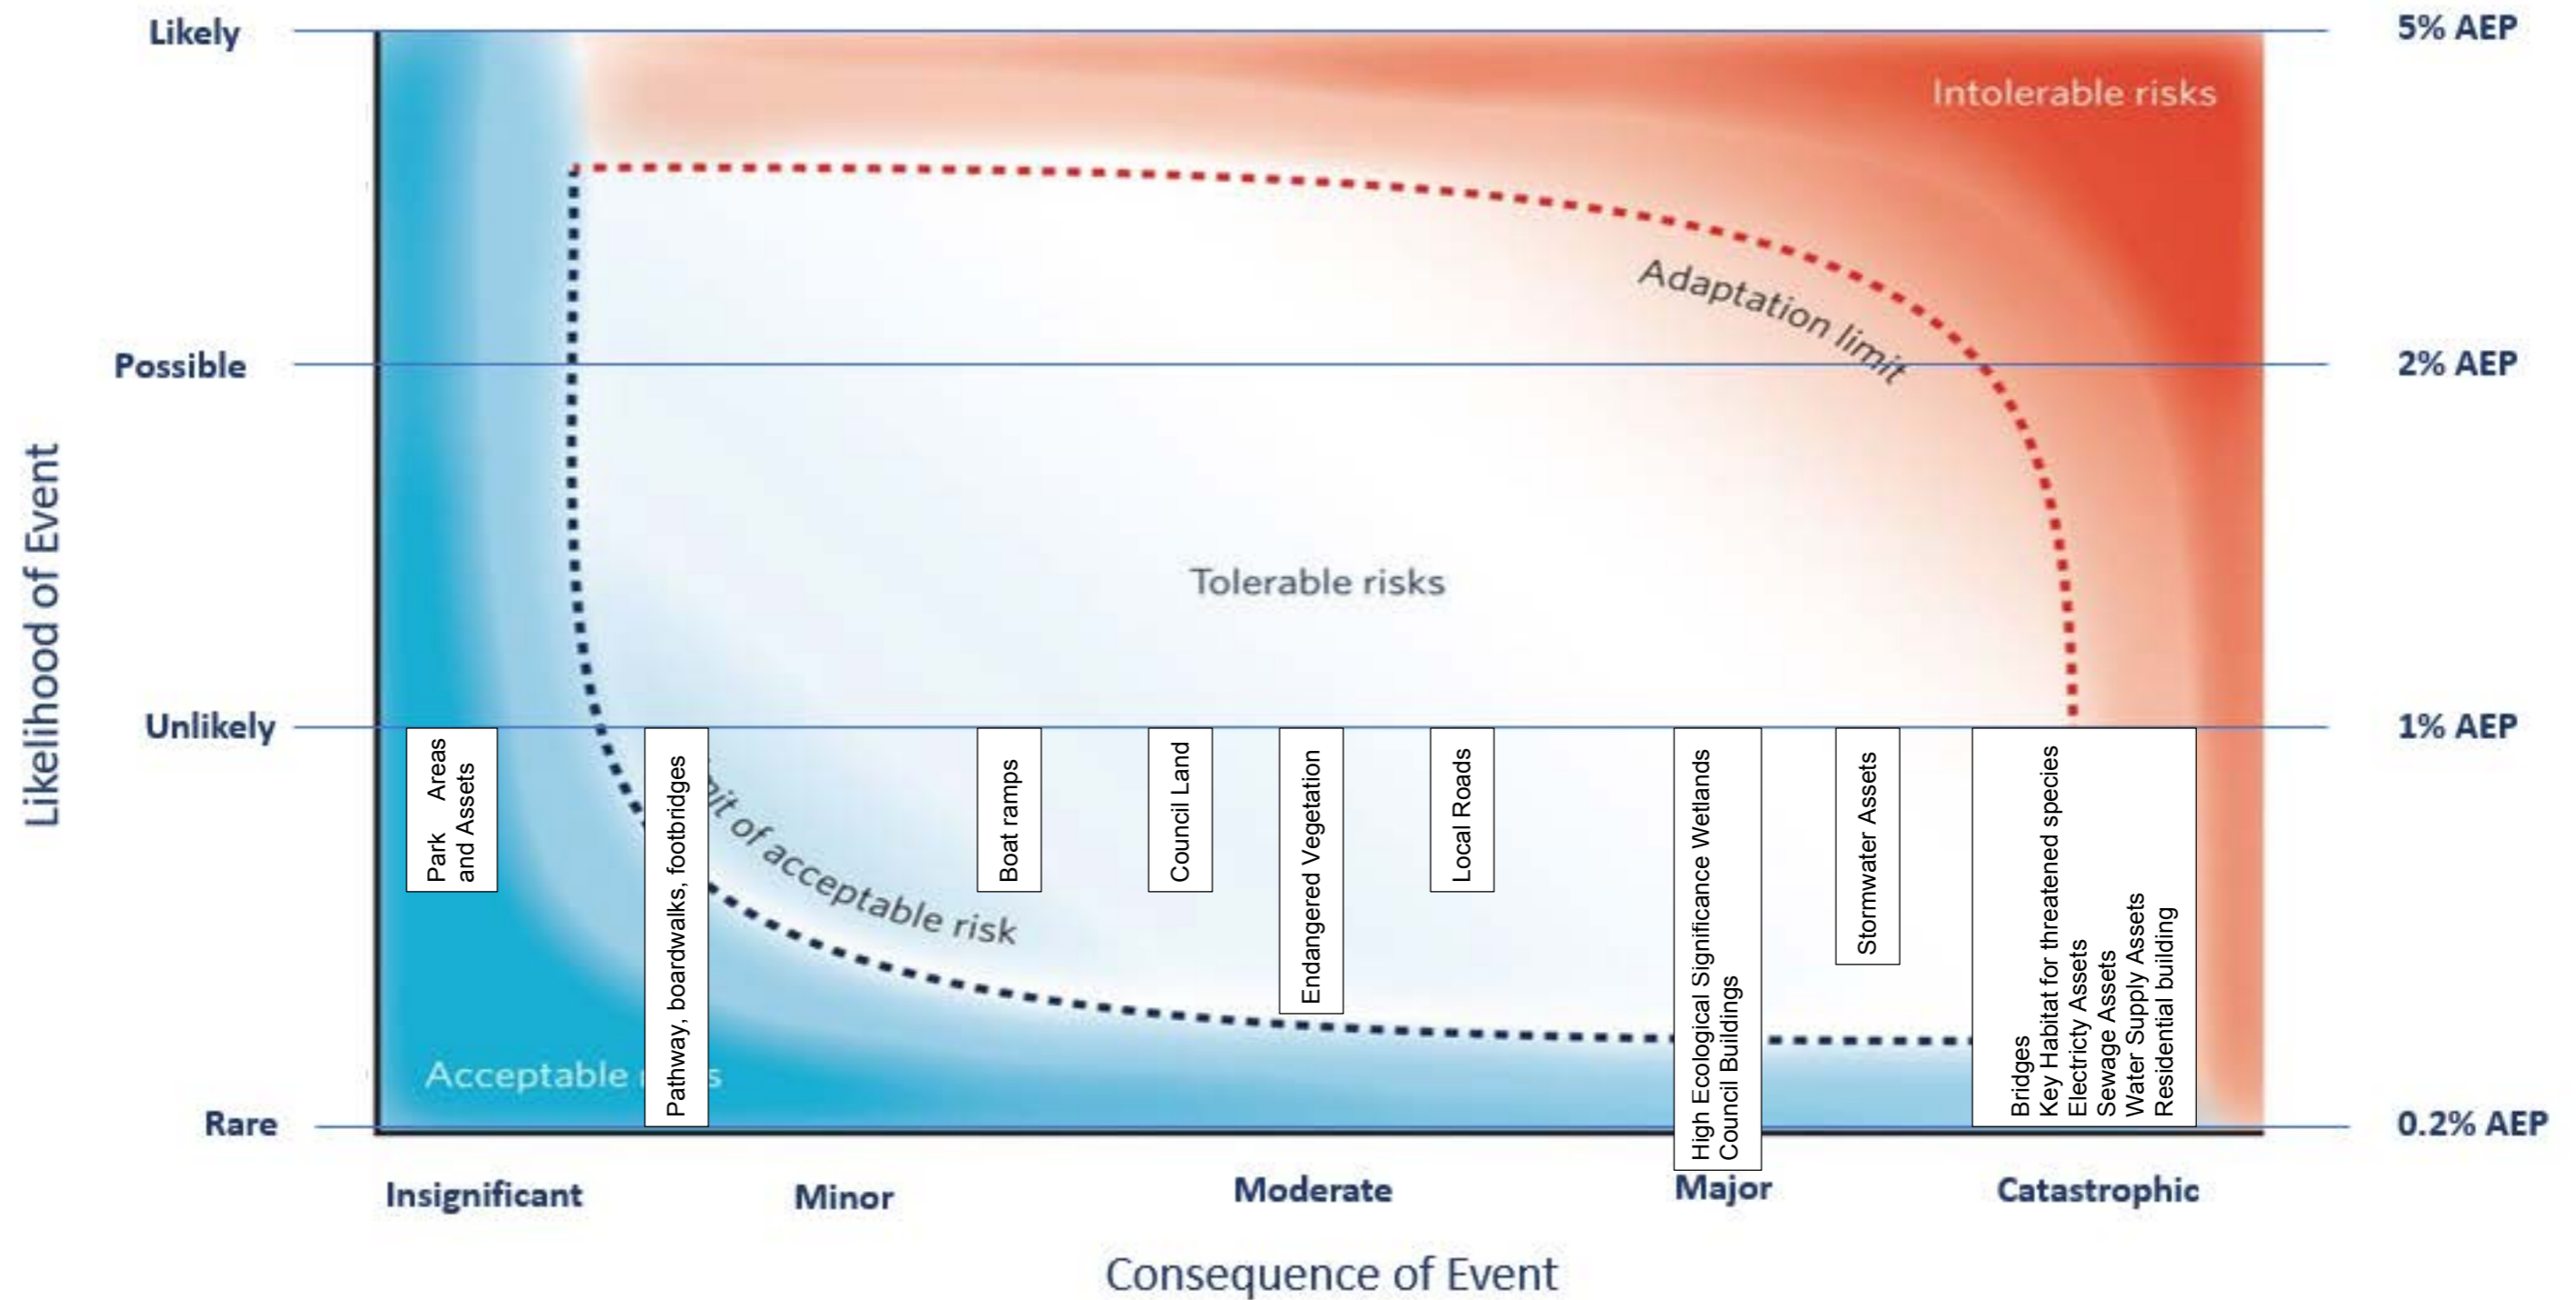 Likely
5% AEP
Intolerable risks
Adaptation limit
Possible
2% AEP
Likelihood of Event
Tolerable risks
Unlikely
1% AEP
Park Areas
and Assets
Pathway, boardwalks, footbridges
of acceptable risk
Boat ramps
Council Land
Endangered Vegetation
Local Roads
High Ecological Significance Wetlands
Council Buildings
Stormwater Assets
Bridges
Key Habitat for threatened species
Electricty Assets
Sewage Assets
Water Supply Assets
Residential building
Acceptable
Rare
0.2% AEP
Insignificant
Minor
Moderate
Major
Catastrophic
Consequence of Event